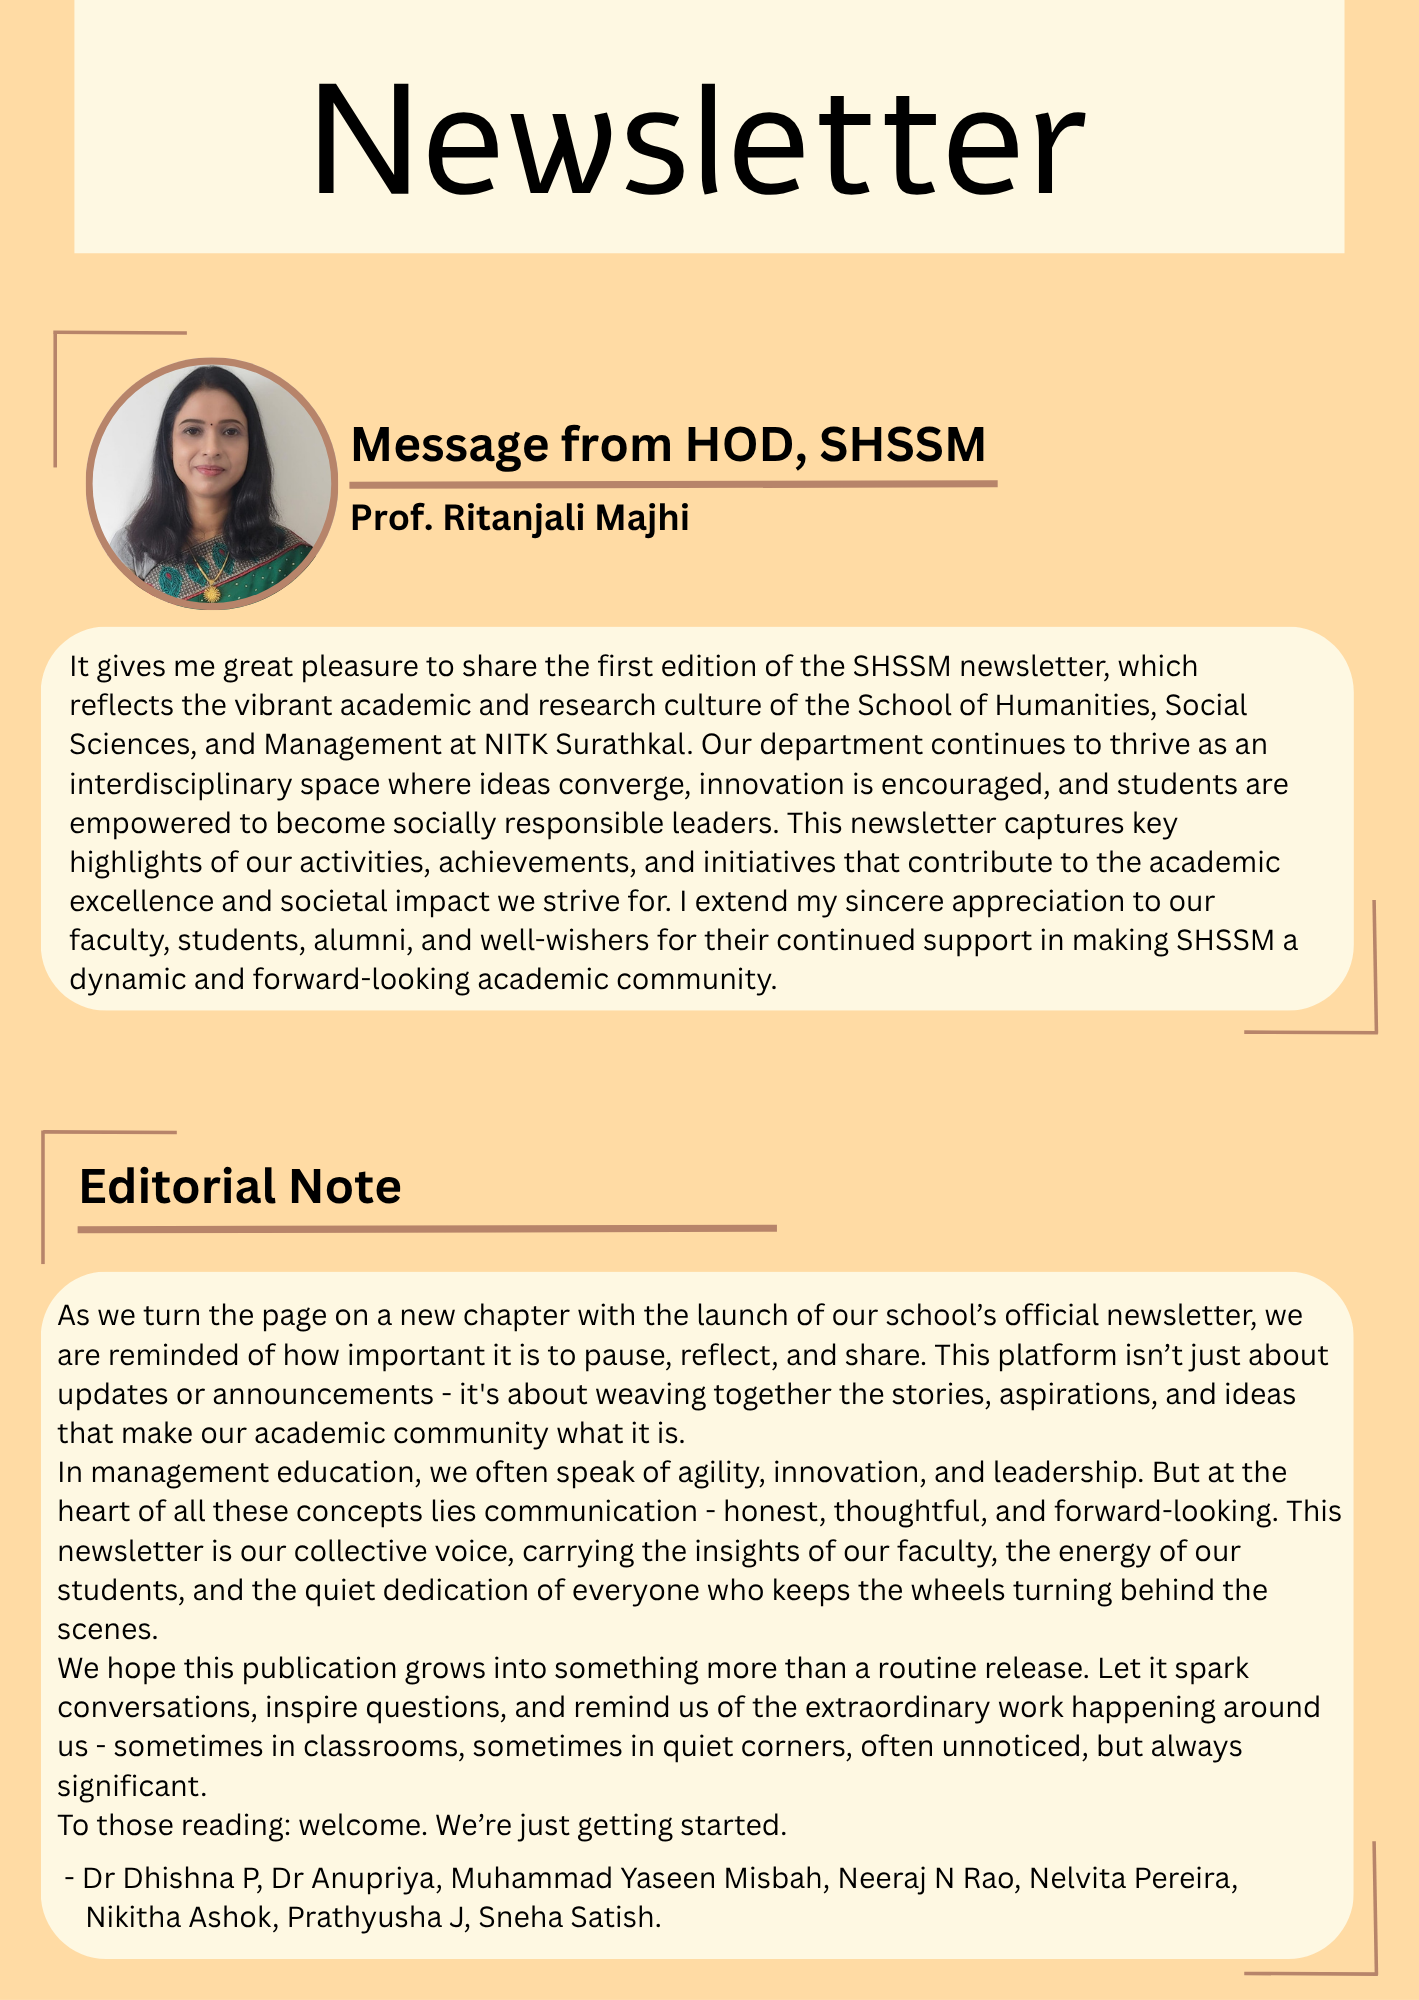 Newsletter
Message from HOD, SHSSM
Prof. Ritanjali Majhi
It gives me great pleasure to share the first edition of the SHSSM newsletter, which
reflects the vibrant academic and research culture of the School of Humanities, Social
Sciences, and Management at NITK Surathkal. Our department continues to thrive as an
interdisciplinary space where ideas converge, innovation is encouraged, and students are
empowered to become socially responsible leaders. This newsletter captures key
highlights of our activities, achievements, and initiatives that contribute to the academic
excellence and societal impact we strive for. I extend my sincere appreciation to our
faculty, students, alumni, and well-wishers for their continued support in making SHSSM a
dynamic and forward-looking academic community.
Editorial Note
As we turn the page on a new chapter with the launch of our school’s official newsletter, we
are reminded of how important it is to pause, reflect, and share. This platform isn’t just about
updates or announcements - it's about weaving together the stories, aspirations, and ideas
that make our academic community what it is.
In management education, we often speak of agility, innovation, and leadership. But at the
heart of all these concepts lies communication - honest, thoughtful, and forward-looking. This
newsletter is our collective voice, carrying the insights of our faculty, the energy of our
students, and the quiet dedication of everyone who keeps the wheels turning behind the
scenes.
We hope this publication grows into something more than a routine release. Let it spark
conversations, inspire questions, and remind us of the extraordinary work happening around
us - sometimes in classrooms, sometimes in quiet corners, often unnoticed, but always
significant.
To those reading: welcome. We’re just getting started.
- Dr Dhishna P, Dr Anupriya, Muhammad Yaseen Misbah, Neeraj N Rao, Nelvita Pereira,
Nikitha Ashok, Prathyusha J, Sneha Satish.